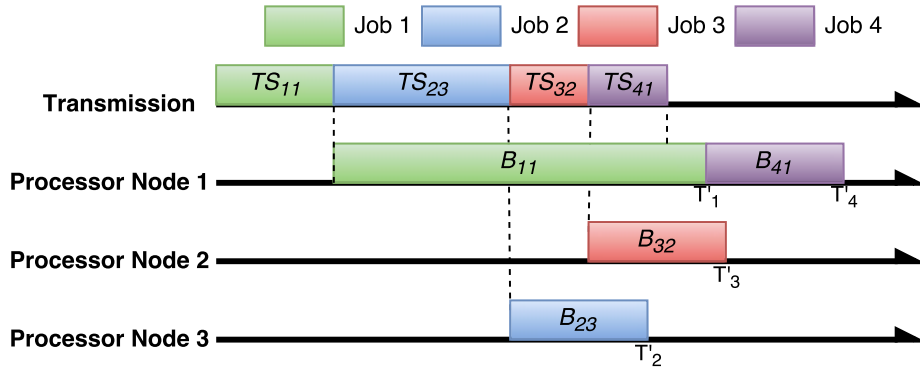 Job 1 Job 2 Job 3 Job 4
Transmission TS11 TS23 TS32 TS41
Processor Node 1 B11 B41
T'1 T'4
Processor Node 2 B32
T'3
Processor Node 3 B23
T'2